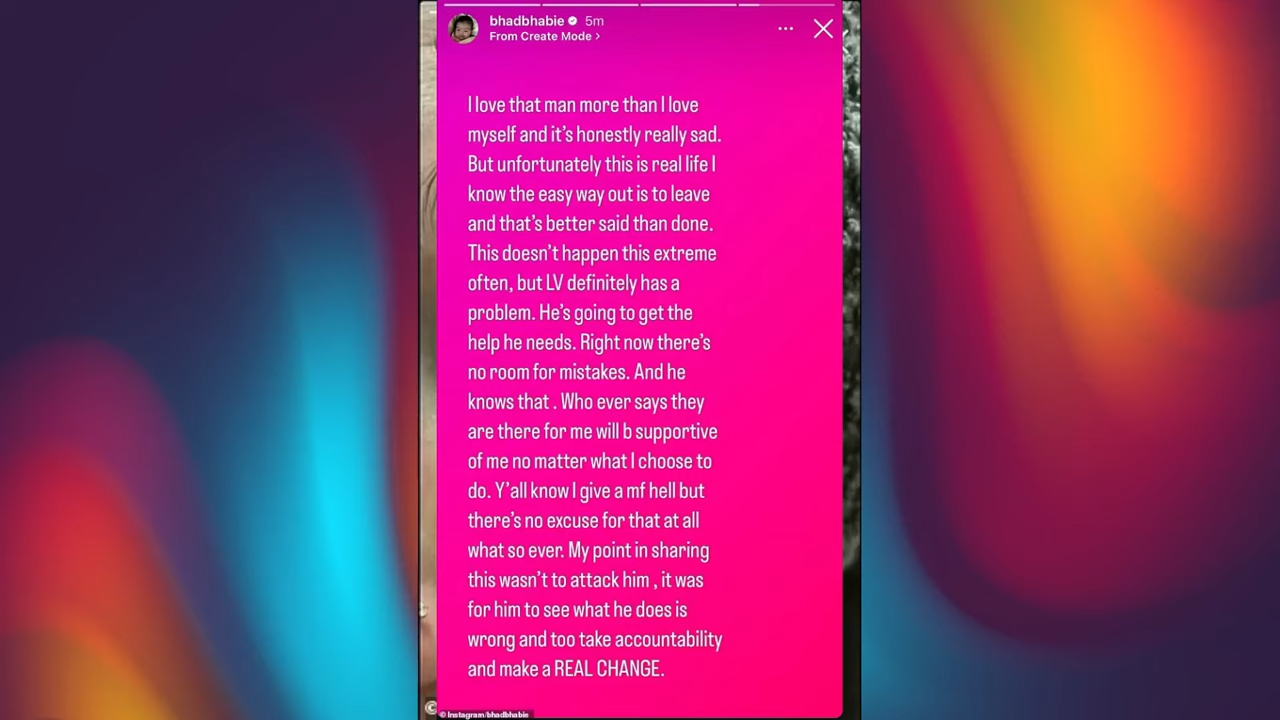 bhadbhabie 5m
From Create Mode >
I love that man more than I love
myself and it's honestly really sad.
But unfortunately this is real life I
know the easy way out is to leave
and that's better said than done.
This doesn't happen this extreme
often, but LV definitely has a
problem. He's going to get the
help he needs. Right now there's
no room for mistakes. And he
knows that . Who ever says they
are there for me will b supportive
of me no matter what I choose to
do. Y'all know I give a mf hell but
there's no excuse for that at all
what so ever. My point in sharing
this wasn't to attack him , it was
for him to see what he does is
wrong and too take accountability
and make a REAL CHANGE.
© Instagram/bhadbhabie